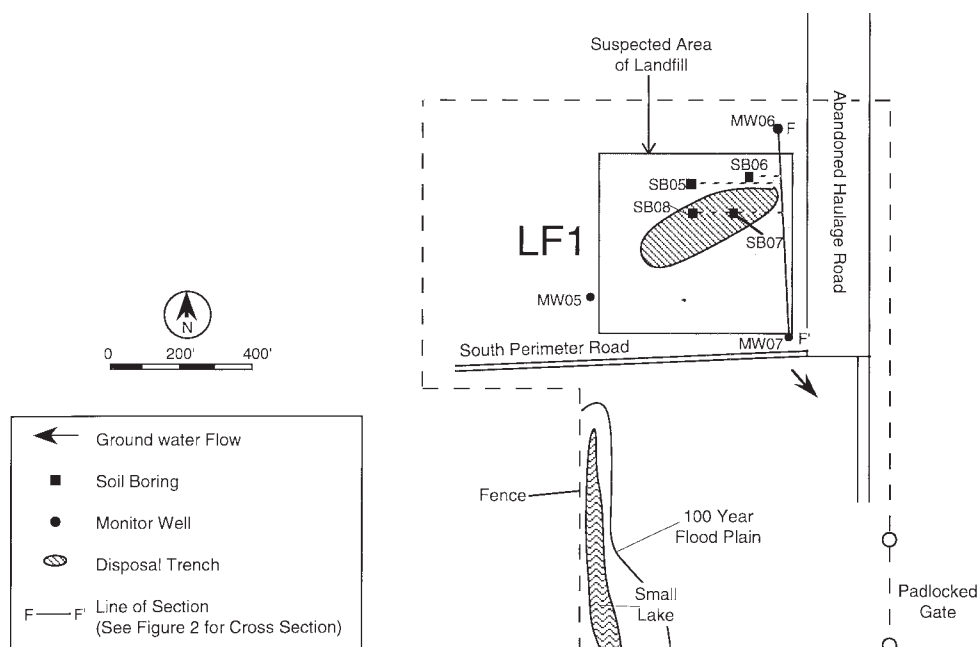 Suspected Area
of Landfill
Abandoned Haulage Road
MW06
F
SB06
SB05
SB08
SB07
LF1
MW05
MW07
F'
South Perimeter Road
N
0 200' 400'
Ground water Flow
Soil Boring
Monitor Well
Disposal Trench
F F' Line of Section
(See Figure 2 for Cross Section)
Fence
100 Year
Flood Plain
Small
Lake
Padlocked
Gate